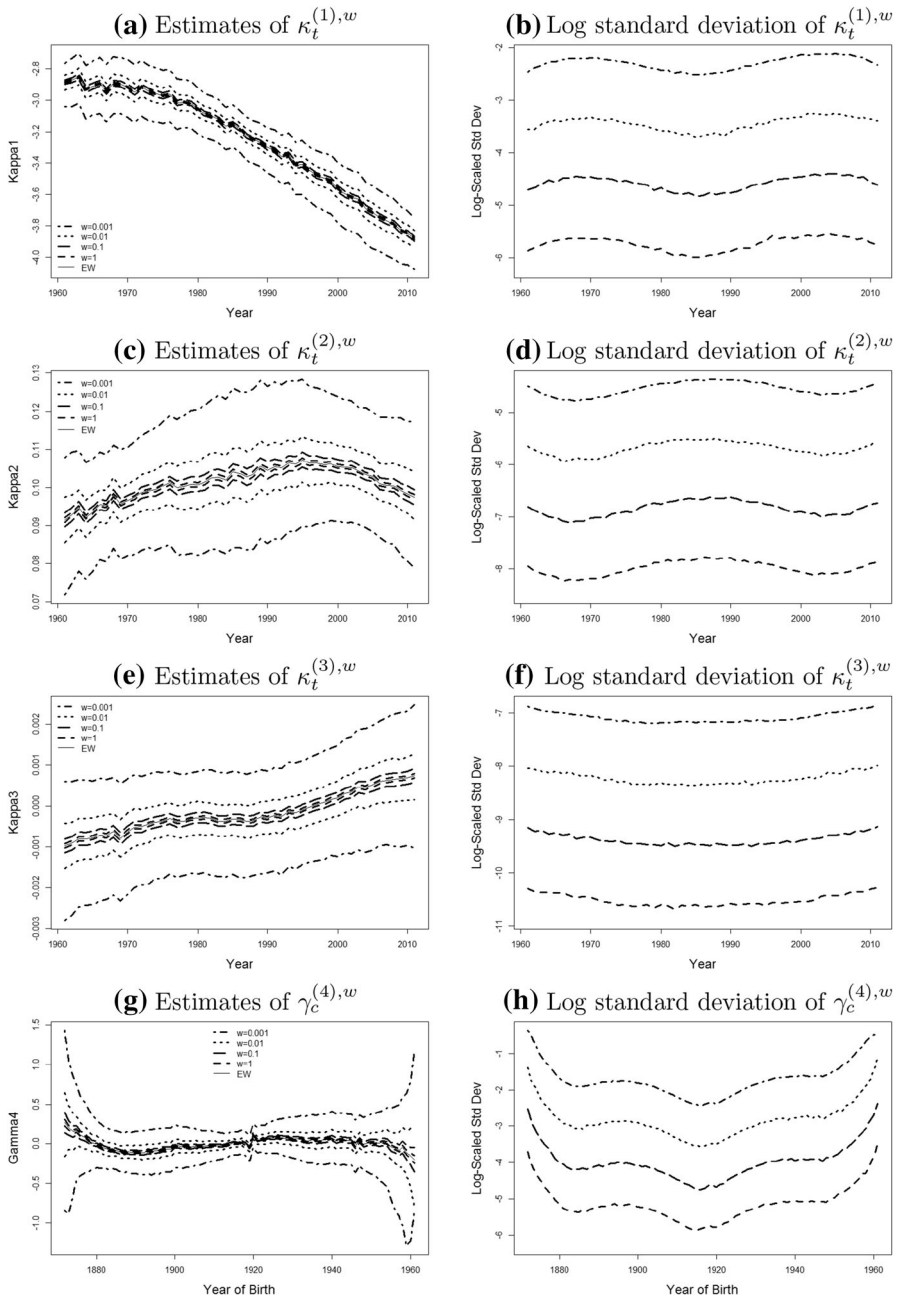 (a) Estimates of κ_t^{(1),w}
(b) Log standard deviation of κ_t^{(1),w}
Kappa1
-2.8
-3.0
-3.2
-3.4
-3.6
-3.8
-4.0
w=0.001
w=0.01
w=0.1
w=1
EW
1960 1970 1980 1990 2000 2010
Year
Log-Scaled Std Dev
-2
-3
-4
-5
-6
1960 1970 1980 1990 2000 2010
Year
(c) Estimates of κ_t^{(2),w}
(d) Log standard deviation of κ_t^{(2),w}
Kappa2
0.13
0.12
0.11
0.10
0.09
0.08
0.07
w=0.001
w=0.01
w=0.1
w=1
EW
1960 1970 1980 1990 2000 2010
Year
Log-Scaled Std Dev
-5
-6
-7
-8
1960 1970 1980 1990 2000 2010
Year
(e) Estimates of κ_t^{(3),w}
(f) Log standard deviation of κ_t^{(3),w}
Kappa3
0.002
0.001
0.000
-0.001
-0.002
-0.003
w=0.001
w=0.01
w=0.1
w=1
EW
1960 1970 1980 1990 2000 2010
Year
Log-Scaled Std Dev
-7
-8
-9
-10
-11
1960 1970 1980 1990 2000 2010
Year
(g) Estimates of γ_c^{(4),w}
(h) Log standard deviation of γ_c^{(4),w}
Gamma4
1.5
1.0
0.5
0.0
-0.5
-1.0
w=0.001
w=0.01
w=0.1
w=1
EW
1880 1900 1920 1940 1960
Year of Birth
Log-Scaled Std Dev
-1
-2
-3
-4
-5
-6
1880 1900 1920 1940 1960
Year of Birth